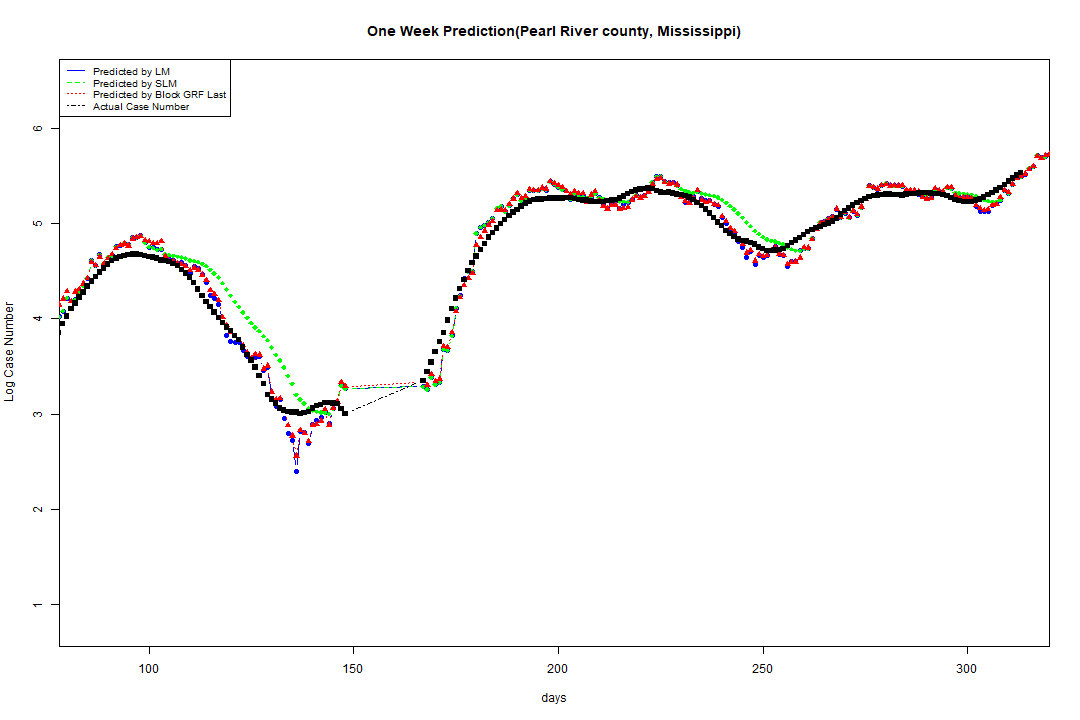 One Week Prediction(Pearl River county, Mississippi)
Predicted by LM
Predicted by SLM
Predicted by Block GRF Last
Actual Case Number
6
5
4
3
2
1
Log Case Number
100 150 200 250 300
days